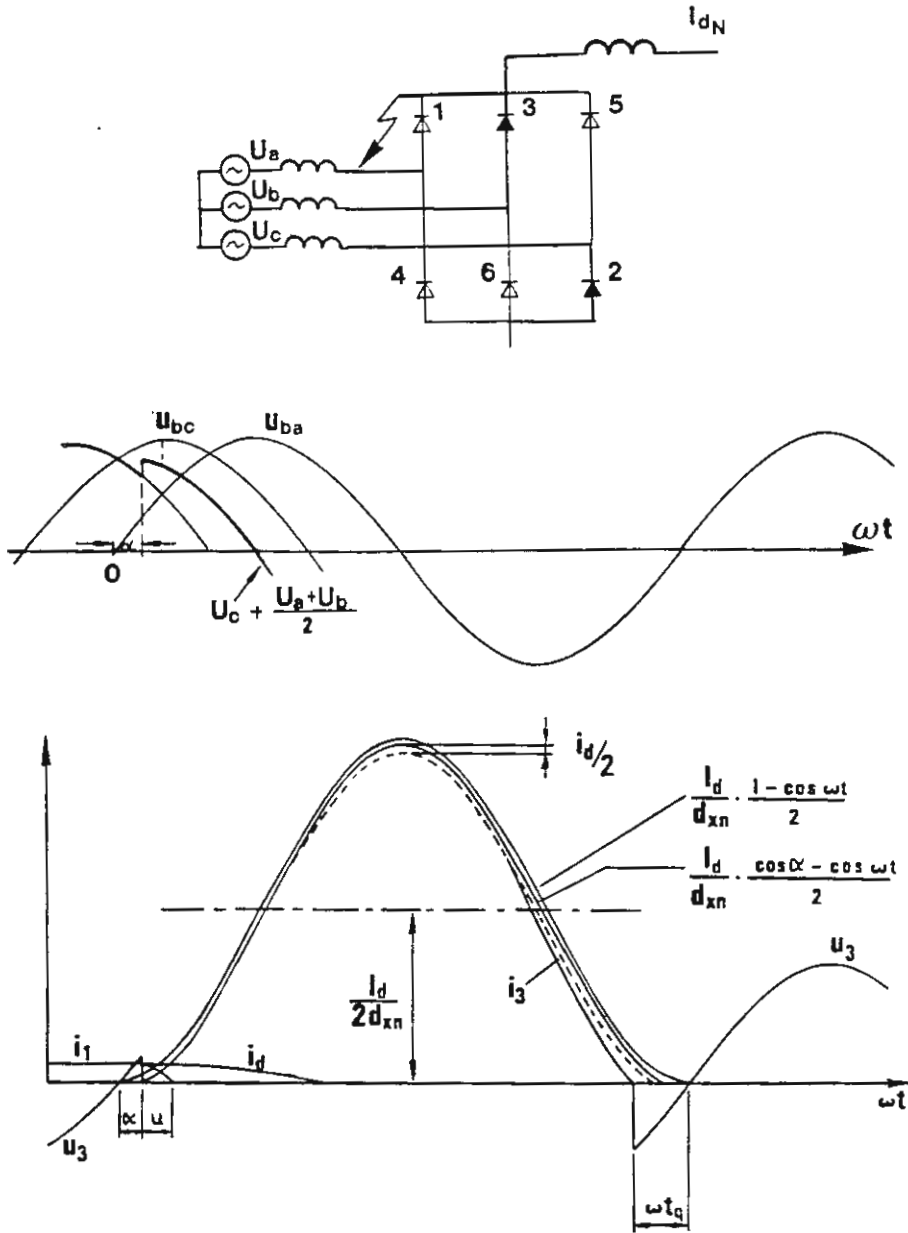 I_dN
1
3
5
U_a
U_b
U_c
4
6
2
u_bc
u_ba
α
0
ωt
U_c + (U_a + U_b)/2
i_d/2
I_d/d_xn · (1 - cos ωt)/2
I_d/d_xn · (cos α - cos ωt)/2
u_3
I_d/2d_xn
i_3
i_1
i_d
ωt
α
u
u_3
ωt_q